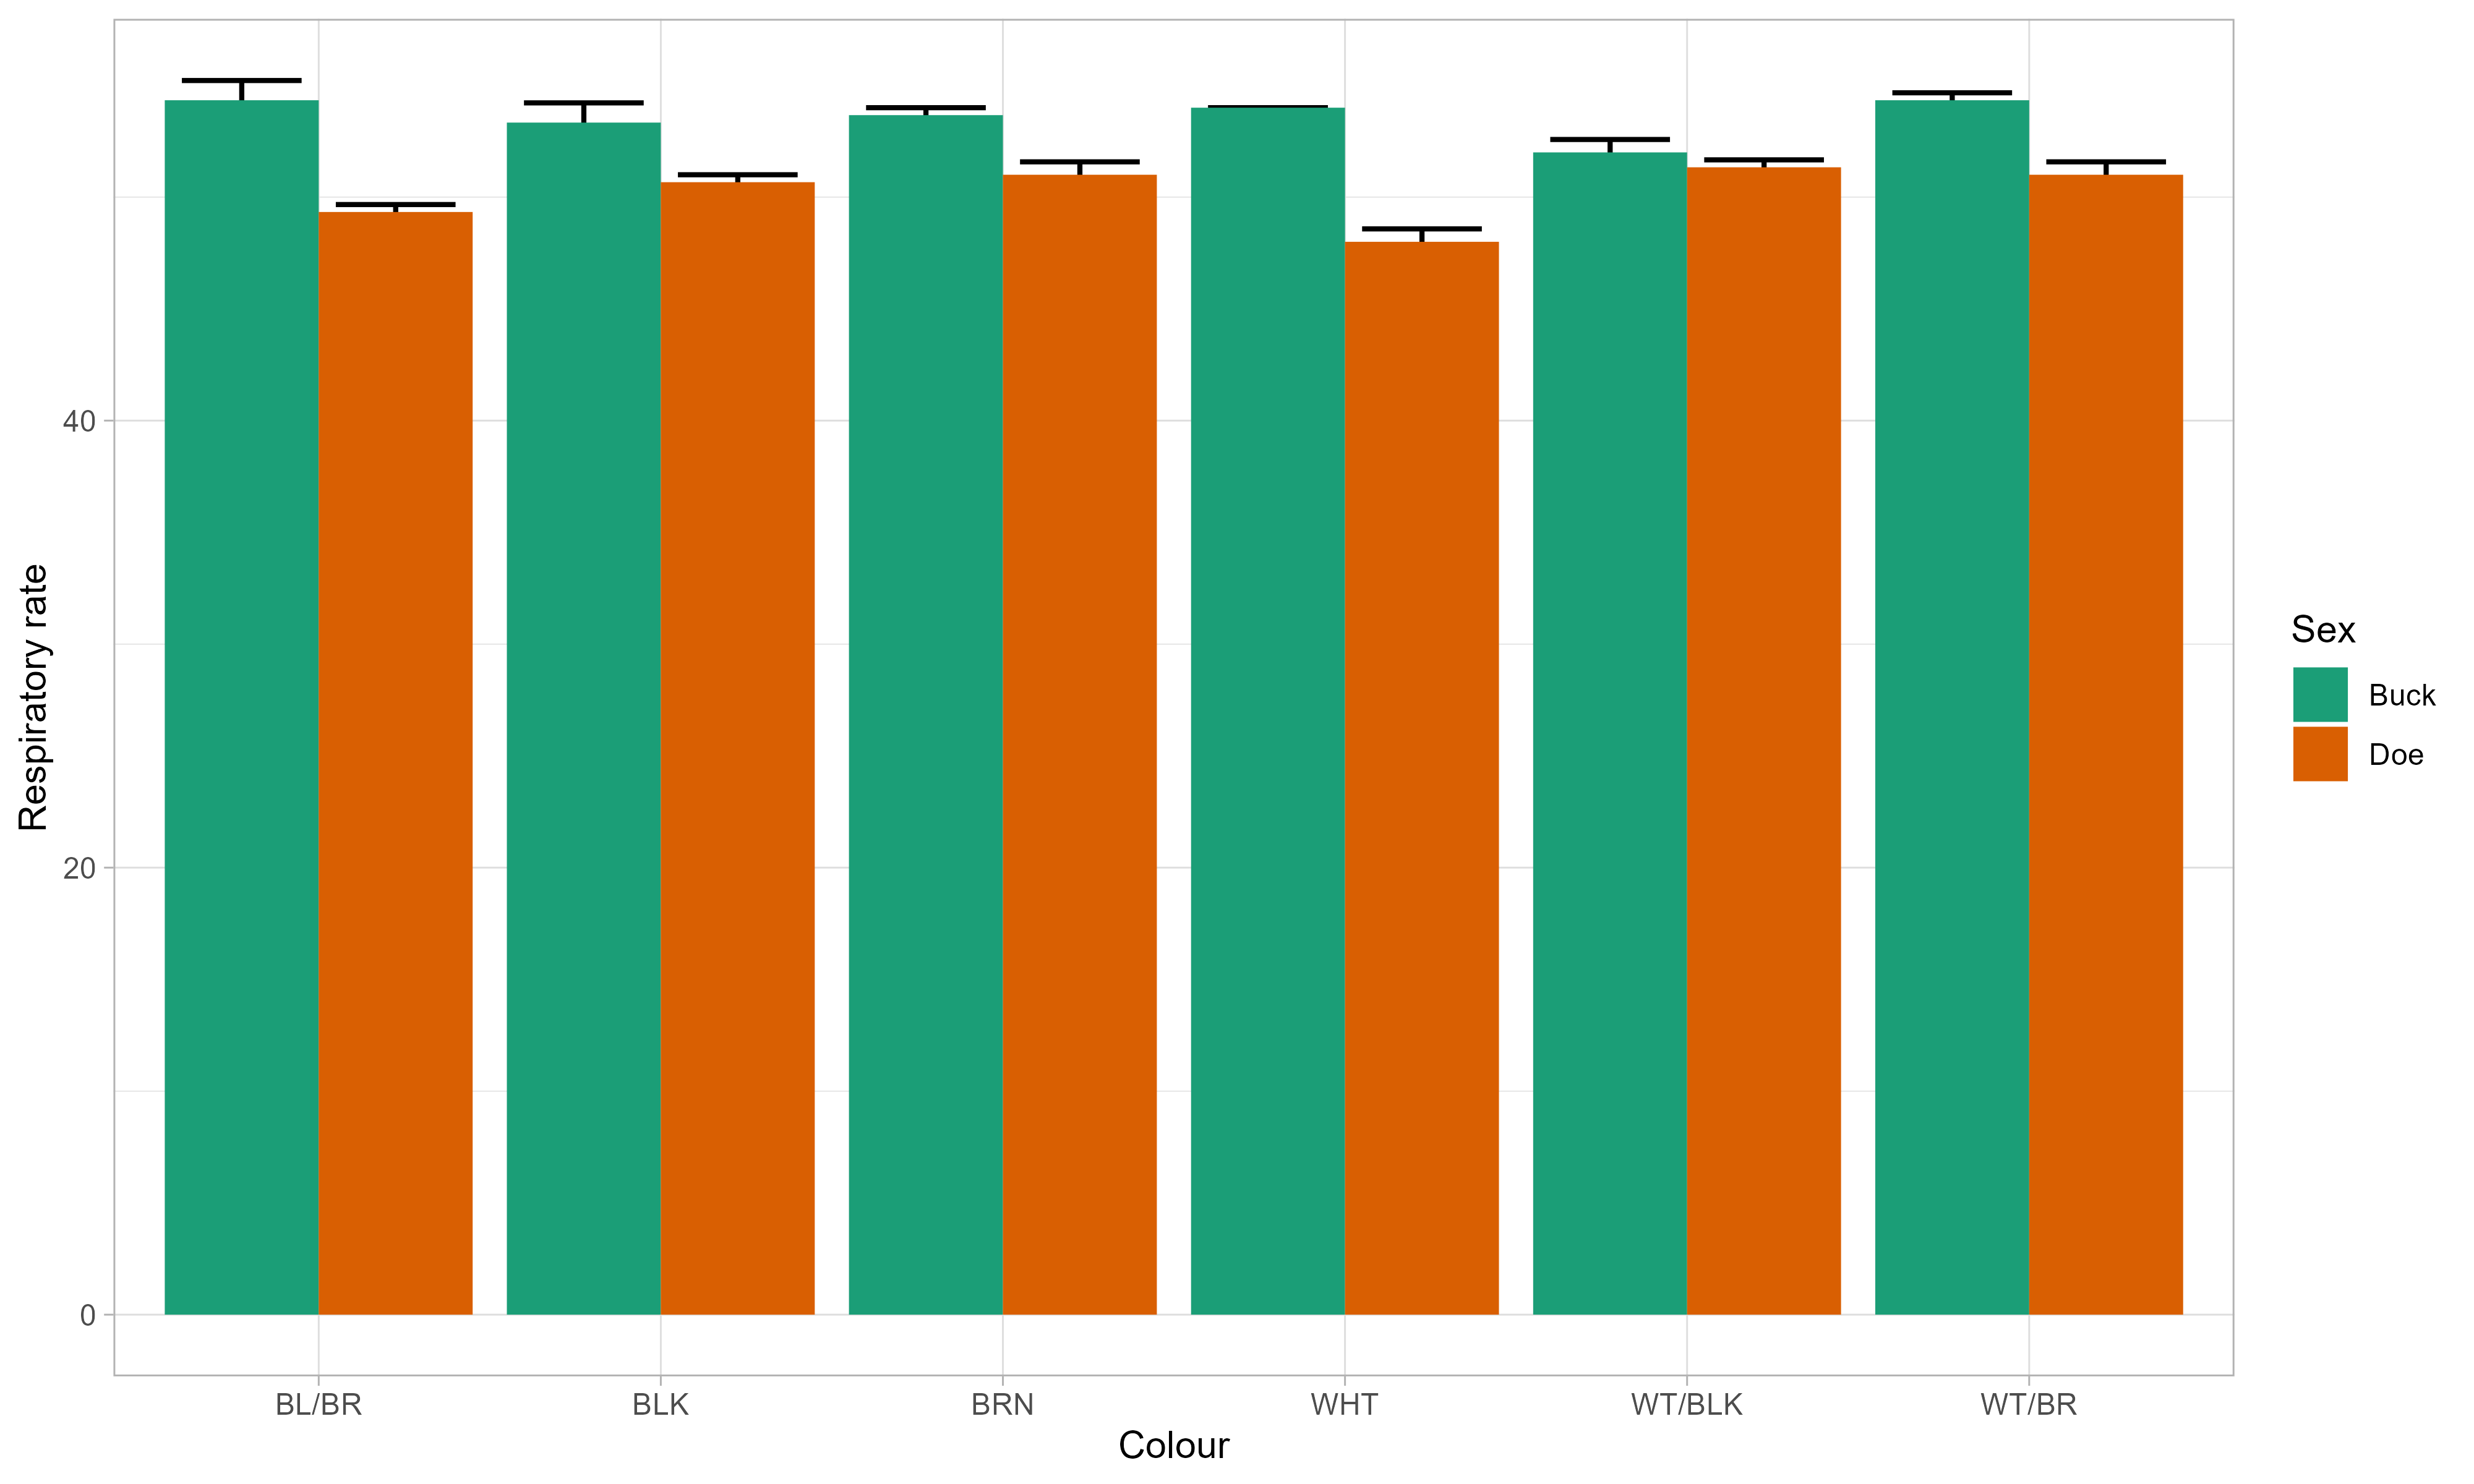 Respiratory rate
40
20
0
BL/BR BLK BRN WHT WT/BLK WT/BR
Colour
Sex
Buck
Doe